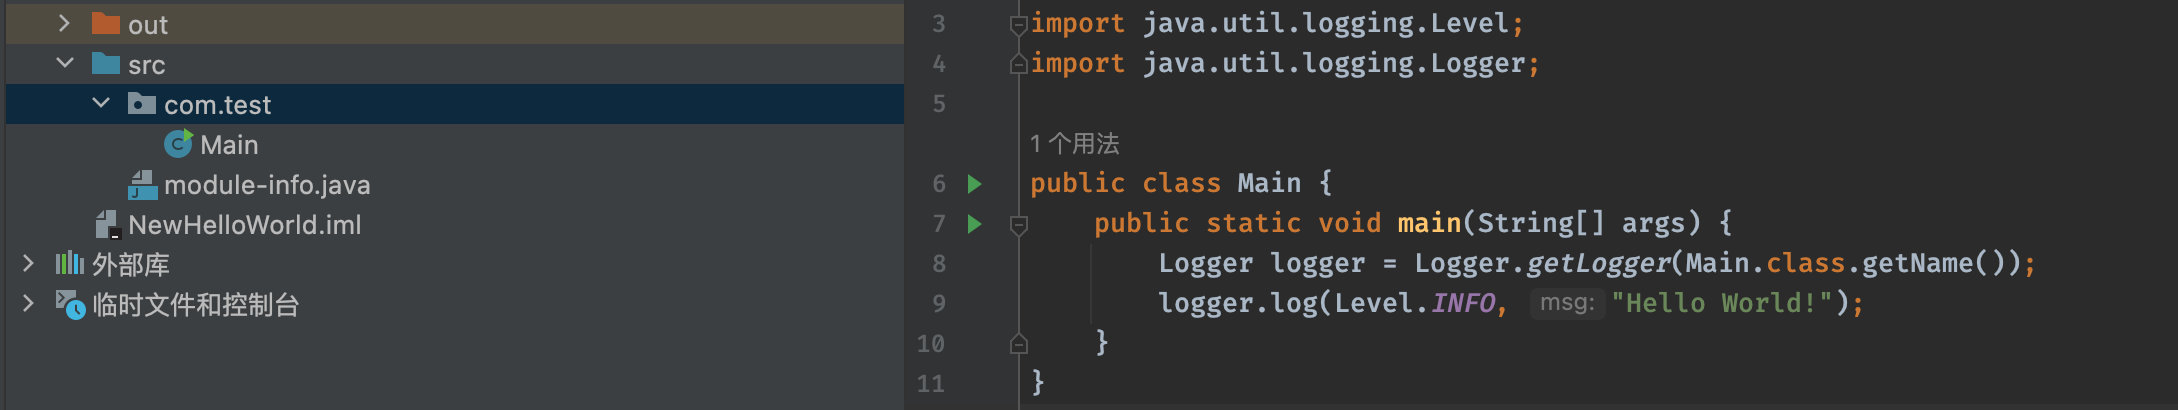 out
src
com.test
Main
module-info.java
NewHelloWorld.iml
外部库
临时文件和控制台
3 import java.util.logging.Level;
4 import java.util.logging.Logger;
5
1 个用法
6 public class Main {
7 public static void main(String[] args) {
8 Logger logger = Logger.getLogger(Main.class.getName());
9 logger.log(Level.INFO, msg: "Hello World!");
10 }
11 }